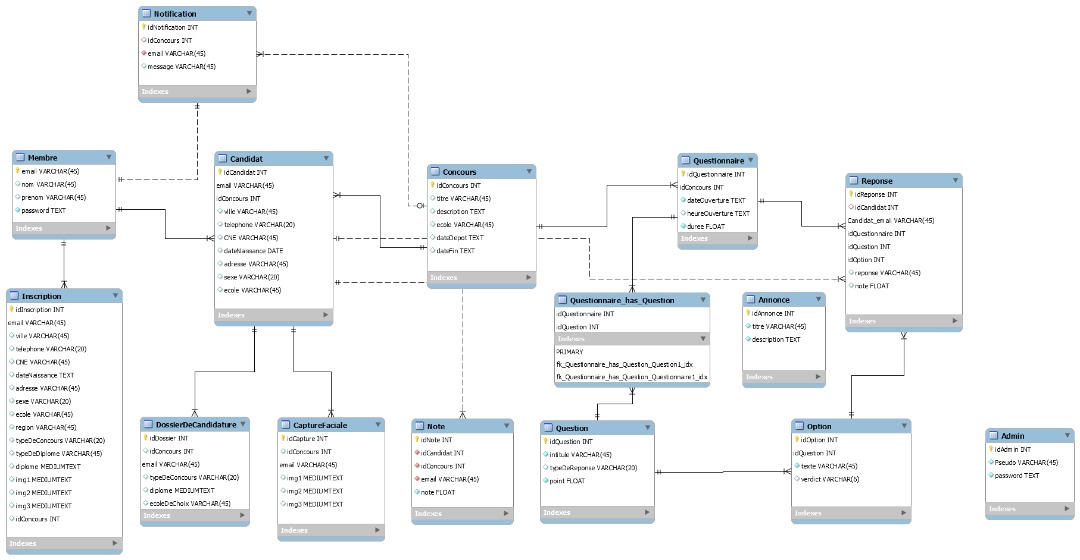 Notification
idNotification INT
idConcours INT
email VARCHAR(45)
message VARCHAR(45)
Indexes
Membre
email VARCHAR(45)
nom VARCHAR(45)
prenom VARCHAR(45)
password TEXT
Indexes
Candidat
idCandidat INT
email VARCHAR(45)
idConcours INT
ville VARCHAR(45)
telephone VARCHAR(20)
CNE VARCHAR(45)
dateNaissance DATE
adresse VARCHAR(45)
sexe VARCHAR(20)
ecole VARCHAR(45)
Indexes
Concours
idConcours INT
titre VARCHAR(45)
description TEXT
ecole VARCHAR(45)
dateDepot TEXT
dateFin TEXT
Indexes
Questionnaire
idQuestionnaire INT
idConcours INT
dateOuverture TEXT
heureOuverture TEXT
duree FLOAT
Indexes
Reponse
idReponse INT
idCandidat INT
Candidat_email VARCHAR(45)
idQuestionnaire INT
idQuestion INT
idOption INT
reponse VARCHAR(45)
note FLOAT
Indexes
Inscription
idInscription INT
email VARCHAR(45)
ville VARCHAR(45)
telephone VARCHAR(20)
CNE VARCHAR(45)
dateNaissance TEXT
adresse VARCHAR(45)
sexe VARCHAR(20)
ecole VARCHAR(45)
region VARCHAR(45)
typeDeConcours VARCHAR(20)
typeDeDiplome VARCHAR(45)
diplome MEDIUMTEXT
img1 MEDIUMTEXT
img2 MEDIUMTEXT
img3 MEDIUMTEXT
idConcours INT
Indexes
Questionnaire_has_Question
idQuestionnaire INT
idQuestion INT
Indexes
PRIMARY
fk_Questionnaire_has_Question_Question1_idx
fk_Questionnaire_has_Question_Questionnaire1_idx
Annonce
idAnnonce INT
titre VARCHAR(45)
description TEXT
Indexes
DossierDeCandidature
idDossier INT
idConcours INT
email VARCHAR(45)
typeDeConcours VARCHAR(20)
diplome MEDIUMTEXT
ecoleDeChoix VARCHAR(45)
Indexes
CaptureFaciale
idCapture INT
idConcours INT
email VARCHAR(45)
img1 MEDIUMTEXT
img2 MEDIUMTEXT
img3 MEDIUMTEXT
Indexes
Note
idNote INT
idCandidat INT
idConcours INT
email VARCHAR(45)
note FLOAT
Indexes
Question
idQuestion INT
intitule VARCHAR(45)
typeDeReponse VARCHAR(20)
point FLOAT
Indexes
Option
idOption INT
idQuestion INT
texte VARCHAR(45)
verdict VARCHAR(6)
Indexes
Admin
idAdmin INT
Pseudo VARCHAR(45)
password TEXT
Indexes